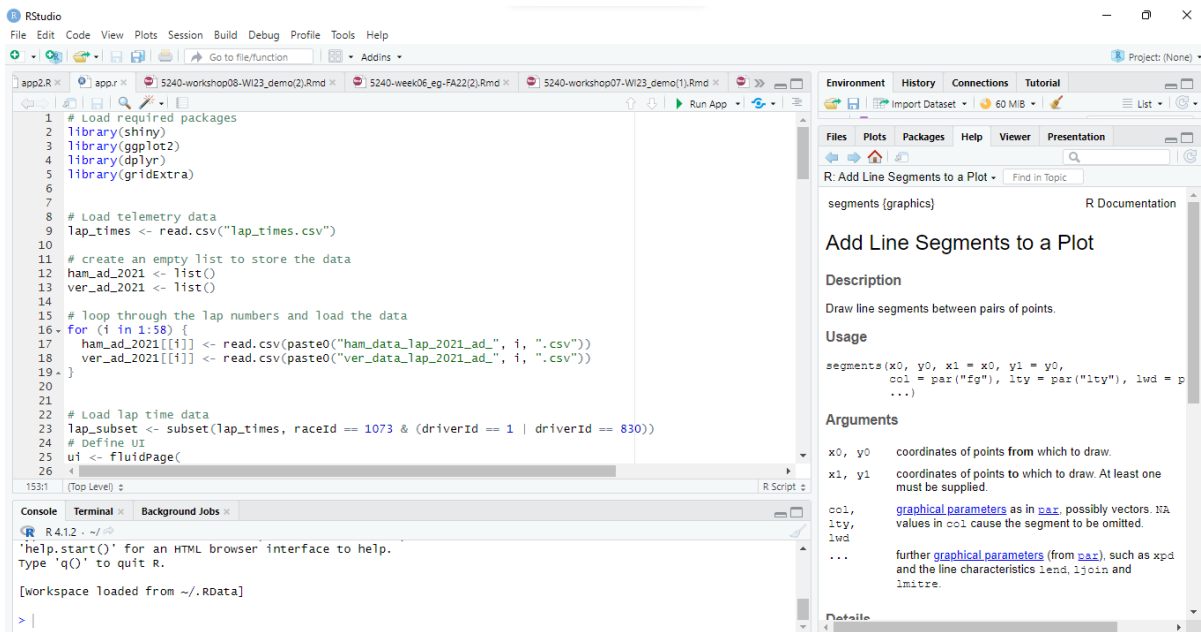 RStudio
File Edit Code View Plots Session Build Debug Profile Tools Help
Go to file/function Addins Project: (None)
app2.R app.r 5240-workshop08-WI23_demo(2).Rmd 5240-week06_eg-FA22(2).Rmd 5240-workshop07-WI23_demo(1).Rmd
Run App
1 # Load required packages
2 library(shiny)
3 library(ggplot2)
4 library(dplyr)
5 library(gridExtra)
6
7
8 # Load telemetry data
9 lap_times <- read.csv("lap_times.csv")
10
11 # create an empty list to store the data
12 ham_ad_2021 <- list()
13 ver_ad_2021 <- list()
14
15 # loop through the lap numbers and load the data
16 for (i in 1:58) {
17 ham_ad_2021[[i]] <- read.csv(paste0("ham_data_lap_2021_ad_", i, ".csv"))
18 ver_ad_2021[[i]] <- read.csv(paste0("ver_data_lap_2021_ad_", i, ".csv"))
19 }
20
21
22 # Load lap time data
23 lap_subset <- subset(lap_times, raceId == 1073 & (driverId == 1 | driverId == 830))
24 # Define UI
25 ui <- fluidPage(
26
153:1 (Top Level) R Script
Console Terminal Background Jobs
R 4.1.2 . ~/
'help.start()' for an HTML browser interface to help.
Type 'q()' to quit R.
[Workspace loaded from ~/.RData]
>
Environment History Connections Tutorial
Import Dataset 60 MiB List
Files Plots Packages Help Viewer Presentation
R: Add Line Segments to a Plot Find in Topic
segments {graphics} R Documentation
Add Line Segments to a Plot
Description
Draw line segments between pairs of points.
Usage
segments(x0, y0, x1 = x0, y1 = y0,
col = par("fg"), lty = par("lty"), lwd = p
...)
Arguments
x0, y0 coordinates of points from which to draw.
x1, y1 coordinates of points to which to draw. At least one
must be supplied.
col, graphical parameters as in par, possibly vectors. NA
lty, values in col cause the segment to be omitted.
lwd
... further graphical parameters (from par), such as xpd
and the line characteristics lend, ljoin and
lmitre.
Details